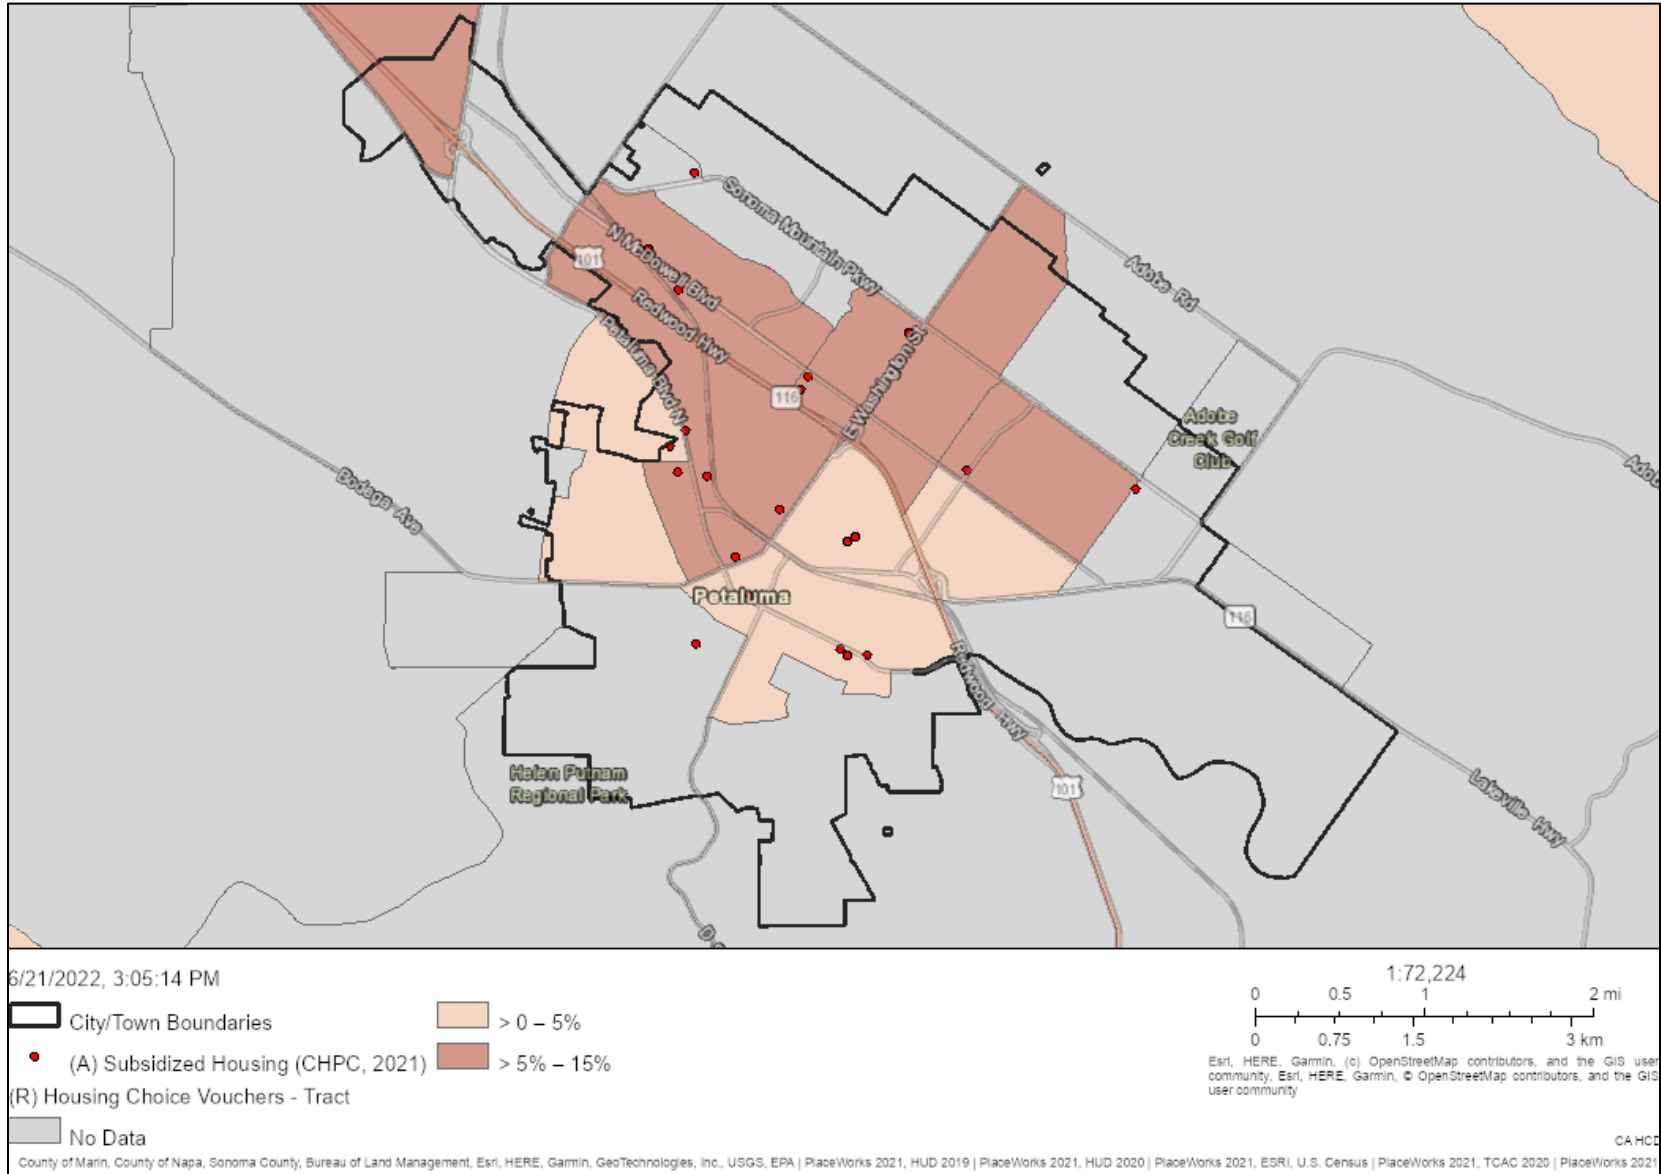 Sonoma Mountain Pkwy
N McDowell Blvd
101
Redwood Hwy
Adobe Rd
Petaluma Blvd N
116
E Washington St
Adobe
Creek Golf
Club
Bodega Ave
Petaluma
116
Redwood Hwy
Helen Putnam
Regional Park
101
Lakeville Hwy
6/21/2022, 3:05:14 PM
City/Town Boundaries
(A) Subsidized Housing (CHPC, 2021)
(R) Housing Choice Vouchers - Tract
No Data
> 0 – 5%
> 5% – 15%
1:72,224
0 0.5 1 2 mi
0 0.75 1.5 3 km
Esri, HERE, Garmin, (c) OpenStreetMap contributors, and the GIS user
community, Esri, HERE, Garmin, © OpenStreetMap contributors, and the GIS
user community
CA HCD
County of Marin, County of Napa, Sonoma County, Bureau of Land Management, Esri, HERE, Garmin, GeoTechnologies, Inc., USGS, EPA | PlaceWorks 2021, HUD 2019 | PlaceWorks 2021, HUD 2020 | PlaceWorks 2021, ESRI, U.S. Census | PlaceWorks 2021, TCAC 2020 | PlaceWorks 2021